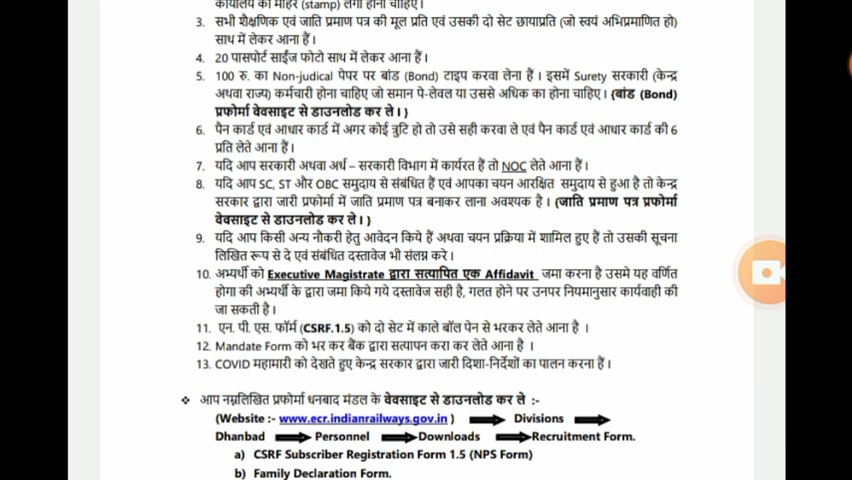 कार्यालय का मोहर (stamp) लगा होना चाहिए।
3. सभी शैक्षणिक एवं जाति प्रमाण पत्र की मूल प्रति एवं उसकी दो सेट छायाप्रति (जो स्वयं अभिप्रमाणित हो)
साथ में लेकर आना हैं।
4. 20 पासपोर्ट साईज फोटो साथ में लेकर आना हैं।
5. 100 रु. का Non-judical पेपर पर बांड (Bond) टाइप करवा लेना हैं । इसमें Surety सरकारी (केन्द्र
अथवा राज्य) कर्मचारी होना चाहिए जो समान पे-लेवल या उससे अधिक का होना चाहिए । {बांड (Bond)
प्रफोर्मा वेवसाइट से डाउनलोड कर ले। }
6. पैन कार्ड एवं आधार कार्ड में अगर कोई त्रुटि हो तो उसे सही करवा ले एवं पैन कार्ड एवं आधार कार्ड की 6
प्रति लेते आना हैं।
7. यदि आप सरकारी अथवा अर्ध – सरकारी विभाग में कार्यरत हैं तो NOC लेते आना हैं ।
8. यदि आप SC, ST और OBC समुदाय से संबंधित हैं एवं आपका चयन आरक्षित समुदाय से हुआ है तो केन्द्र
सरकार द्वारा जारी प्रफोर्मा में जाति प्रमाण पत्र बनाकर लाना अवश्यक है । {जाति प्रमाण पत्र प्रफोर्मा
वेवसाइट से डाउनलोड कर ले। }
9. यदि आप किसी अन्य नौकरी हेतु आवेदन किये हैं अथवा चयन प्रक्रिया में शामिल हुए हैं तो उसकी सूचना
लिखित रूप से दे एवं संबंधित दस्तावेज भी संलग्न करे ।
10. अभ्यर्थी को Executive Magistrate द्वारा सत्यापित एक Affidavit जमा करना है उसमे यह वर्णित
होगा की अभ्यर्थी के द्वारा जमा किये गये दस्तावेज सही है, गलत होने पर उनपर नियमानुसार कार्यवाही की
जा सकती है ।
11. एन. पी. एस. फॉर्म (CSRF.1.5) को दो सेट में काले बॉल पेन से भरकर लेते आना है ।
12. Mandate Form को भर कर बैंक द्वारा सत्यापन करा कर लेते आना है ।
13. COVID महामारी को देखते हुए केन्द्र सरकार द्वारा जारी दिशा-निर्देशों का पालन करना हैं ।
❖ आप नम्नलिखित प्रफोर्मा धनबाद मंडल के वेवसाइट से डाउनलोड कर ले :-
(Website :- www.ecr.indianrailways.gov.in ) Divisions
Dhanbad Personnel Downloads Recruitment Form.
a) CSRF Subscriber Registration Form 1.5 (NPS Form)
b) Family Declaration Form.